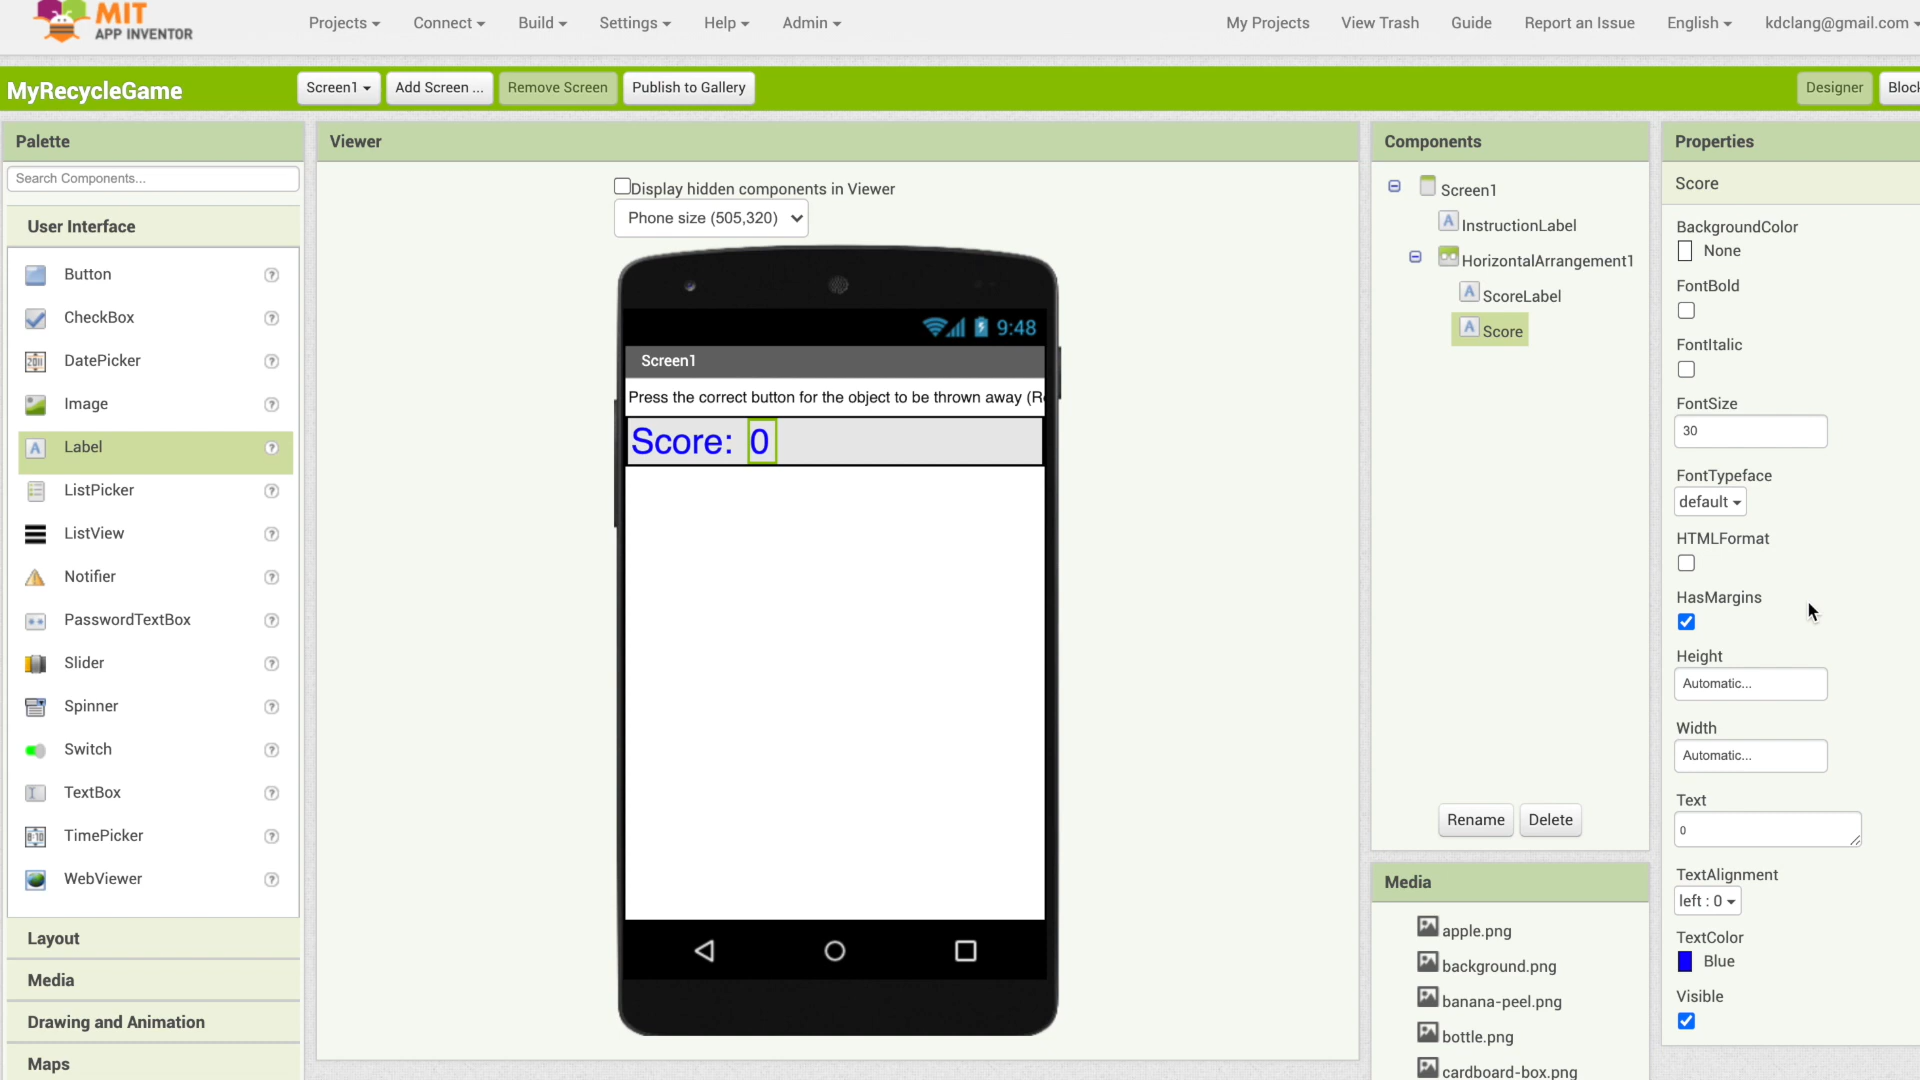 MIT
APP INVENTOR
Projects
Connect
Build
Settings
Help
Admin
My Projects
View Trash
Guide
Report an Issue
English
kdclang@gmail.com
MyRecycleGame
Screen1
Add Screen ...
Remove Screen
Publish to Gallery
Designer
Block
Palette
Search Components...
User Interface
Button
?
CheckBox
?
DatePicker
?
Image
?
Label
?
ListPicker
?
ListView
?
Notifier
?
PasswordTextBox
?
Slider
?
Spinner
?
Switch
?
TextBox
?
TimePicker
?
WebViewer
?
Layout
Media
Drawing and Animation
Maps
Viewer
Display hidden components in Viewer
Phone size (505,320)
9:48
Screen1
Press the correct button for the object to be thrown away (R
Score: 0
Components
Screen1
InstructionLabel
HorizontalArrangement1
ScoreLabel
Score
Rename
Delete
Media
apple.png
background.png
banana-peel.png
bottle.png
cardboard-box.png
Properties
Score
BackgroundColor
None
FontBold
FontItalic
FontSize
30
FontTypeface
default
HTMLFormat
HasMargins
Height
Automatic...
Width
Automatic...
Text
0
TextAlignment
left : 0
TextColor
Blue
Visible